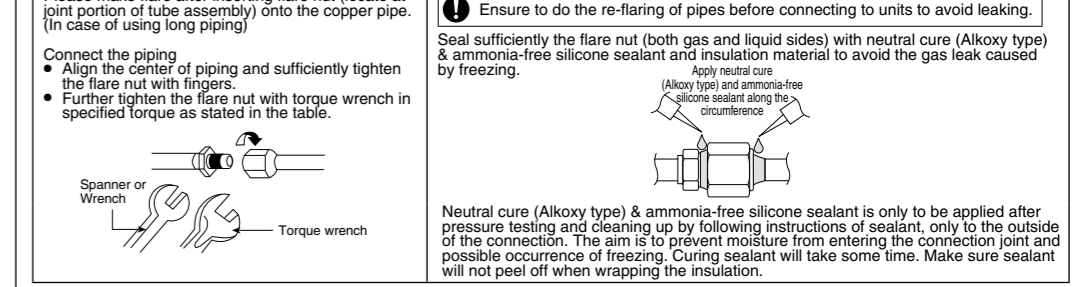 Please make flare after inserting flare nut (locate at
joint portion of tube assembly) onto the copper pipe.
(In case of using long piping)
Connect the piping
● Align the center of piping and sufficiently tighten
the flare nut with fingers.
● Further tighten the flare nut with torque wrench in
specified torque as stated in the table.
Spanner or
Wrench
Torque wrench
Ensure to do the re-flaring of pipes before connecting to units to avoid leaking.
Seal sufficiently the flare nut (both gas and liquid sides) with neutral cure (Alkoxy type)
& ammonia-free silicone sealant and insulation material to avoid the gas leak caused
by freezing.
Apply neutral cure
(Alkoxy type) and ammonia-free
silicone sealant along the
circumference
Neutral cure (Alkoxy type) & ammonia-free silicone sealant is only to be applied after
pressure testing and cleaning up by following instructions of sealant, only to the outside
of the connection. The aim is to prevent moisture from entering the connection joint and
possible occurrence of freezing. Curing sealant will take some time. Make sure sealant
will not peel off when wrapping the insulation.